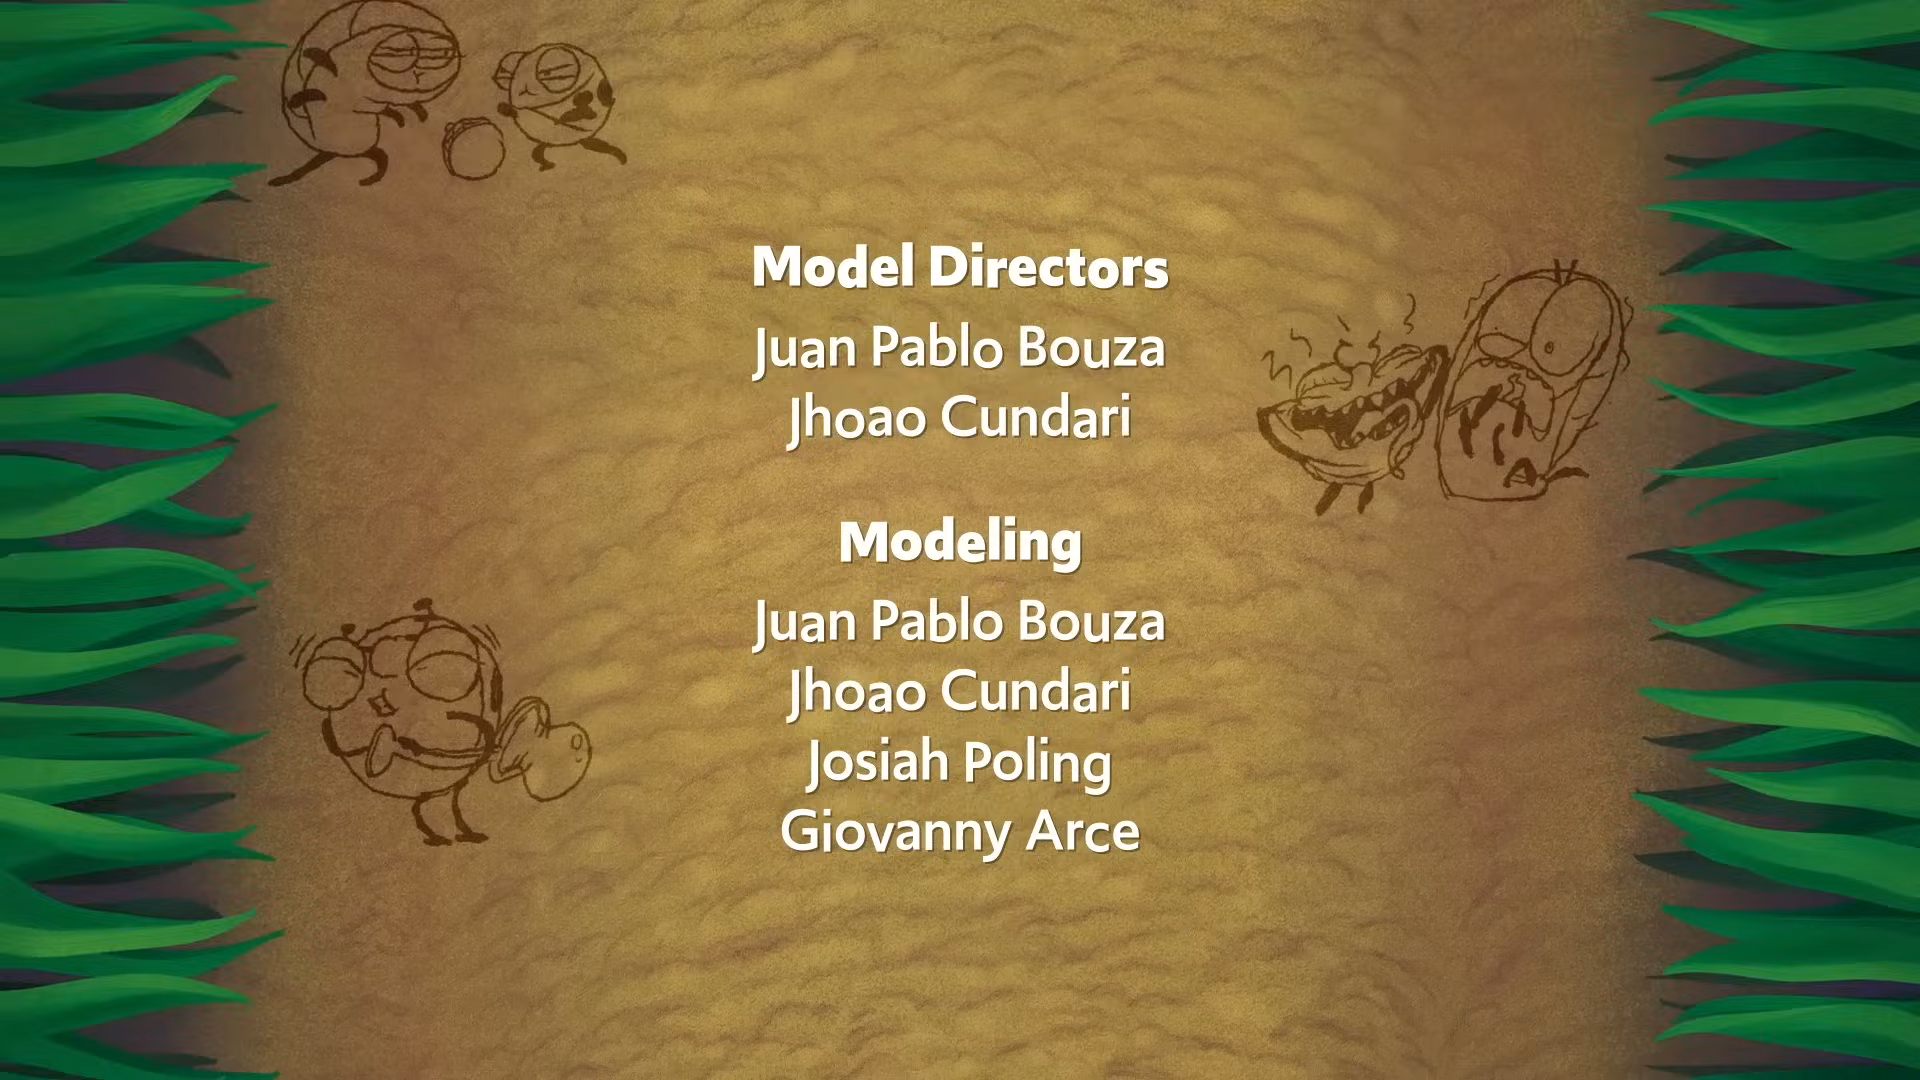 Model Directors
Juan Pablo Bouza
Jhoao Cundari
Modeling
Juan Pablo Bouza
Jhoao Cundari
Josiah Poling
Giovanny Arce